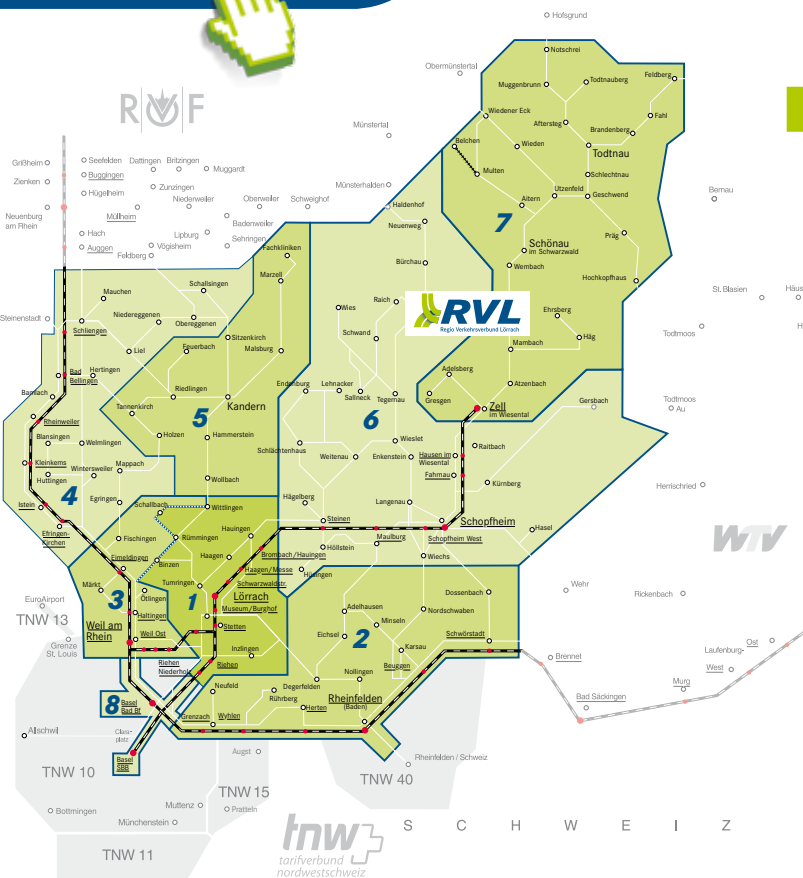 Hofsgrund
Notschrei
Obermünstertal
Feldberg
Muggenbrunn
Todtnauberg
R V F
Wiedener Eck
Fahl
Münstertal
Aftersteg
Brandenberg
Belchen
Wieden
Todtnau
Grißheim
Seefelden
Dattingen
Britzingen
Muggardt
Buggingen
Multen
Schlechtnau
Zienken
Zunzingen
Münsterhalden
Utzenfeld
Geschwend
Bernau
Hügelheim
Niederweiler
Oberweiler
Schweighof
Haldenhof
Aitern
Neuenburg
am Rhein
Müllheim
Badenweiler
Neuenweg
7
Hach
Lipburg
Sehringen
Präg
Auggen
Vögisheim
Schönau
im Schwarzwald
Feldberg
Fachkliniken
Bürchau
Wembach
Marzell
Hochkopfhaus
Schallsingen
St. Blasien
Häus
Mauchen
Raich
RVL
Regio Verkehrsverbund Lörrach
Wies
Steinenstadt
Niedereggenen
Obereggenen
Ehrsberg
Schliengen
Sitzenkirch
Schwand
Todtmoos
H
Liel
Feuerbach
Malsburg
Mambach
Häg
Bad
Bellingen
Hertingen
Adelsberg
Atzenbach
Riedlingen
Endenburg
Lehnacker
Sallneck
Tegernau
Gresgen
Bamlach
5
Kandern
6
Zell
im Wiesental
Gersbach
Todtmoos
Au
Rheinweiler
Tannenkirch
Blansingen
Welmlingen
Holzen
Hammerstein
Schlächtenhaus
Wieslet
Raitbach
Kleinkems
Mappach
Weitenau
Enkenstein
Hausen im
Wiesental
Wintersweiler
Huttingen
Fahrnau
Wollbach
Kürnberg
Herrischried
4
Egringen
Hägelberg
Langenau
Istein
Schallbach
Wittlingen
Steinen
Schopfheim
Efringen-
Kirchen
Hauingen
Schopfheim West
Hasel
WTV
Fischingen
Rümmingen
Maulburg
Eimeldingen
Binzen
Haagen
Brombach/Hauingen
Höllstein
Wiechs
Haagen/Messe
Hüsingen
Tumringen
Schwarzwaldstr.
Wehr
Märkt
Ötlingen
Lörrach
Dossenbach
Rickenbach
EuroAirport
3
1
Museum/Burghof
Adelhausen
Nordschwaben
TNW 13
Haltingen
Stetten
2
Minseln
Weil am
Rhein
Weil Ost
Eichsel
Schwörstadt
Grenze
St. Louis
Karsau
Ost
Inzlingen
Laufenburg-
Riehen
Niederholz
Riehen
Beuggen
Brennet
West
Nollingen
Murg
Neufeld
Degerfelden
8
Basel
Bad Bf
Rührberg
Rheinfelden
(Baden)
Bad Säckingen
Grenzach
Wyhlen
Herten
Allschwil
Clara-
platz
Basel
SBB
Augst
Rheinfelden / Schweiz
TNW 10
TNW 40
TNW 15
Muttenz
Pratteln
Bottmingen
Münchenstein
S C H W E I Z
tnw
tarifverbund
nordwestschweiz
TNW 11